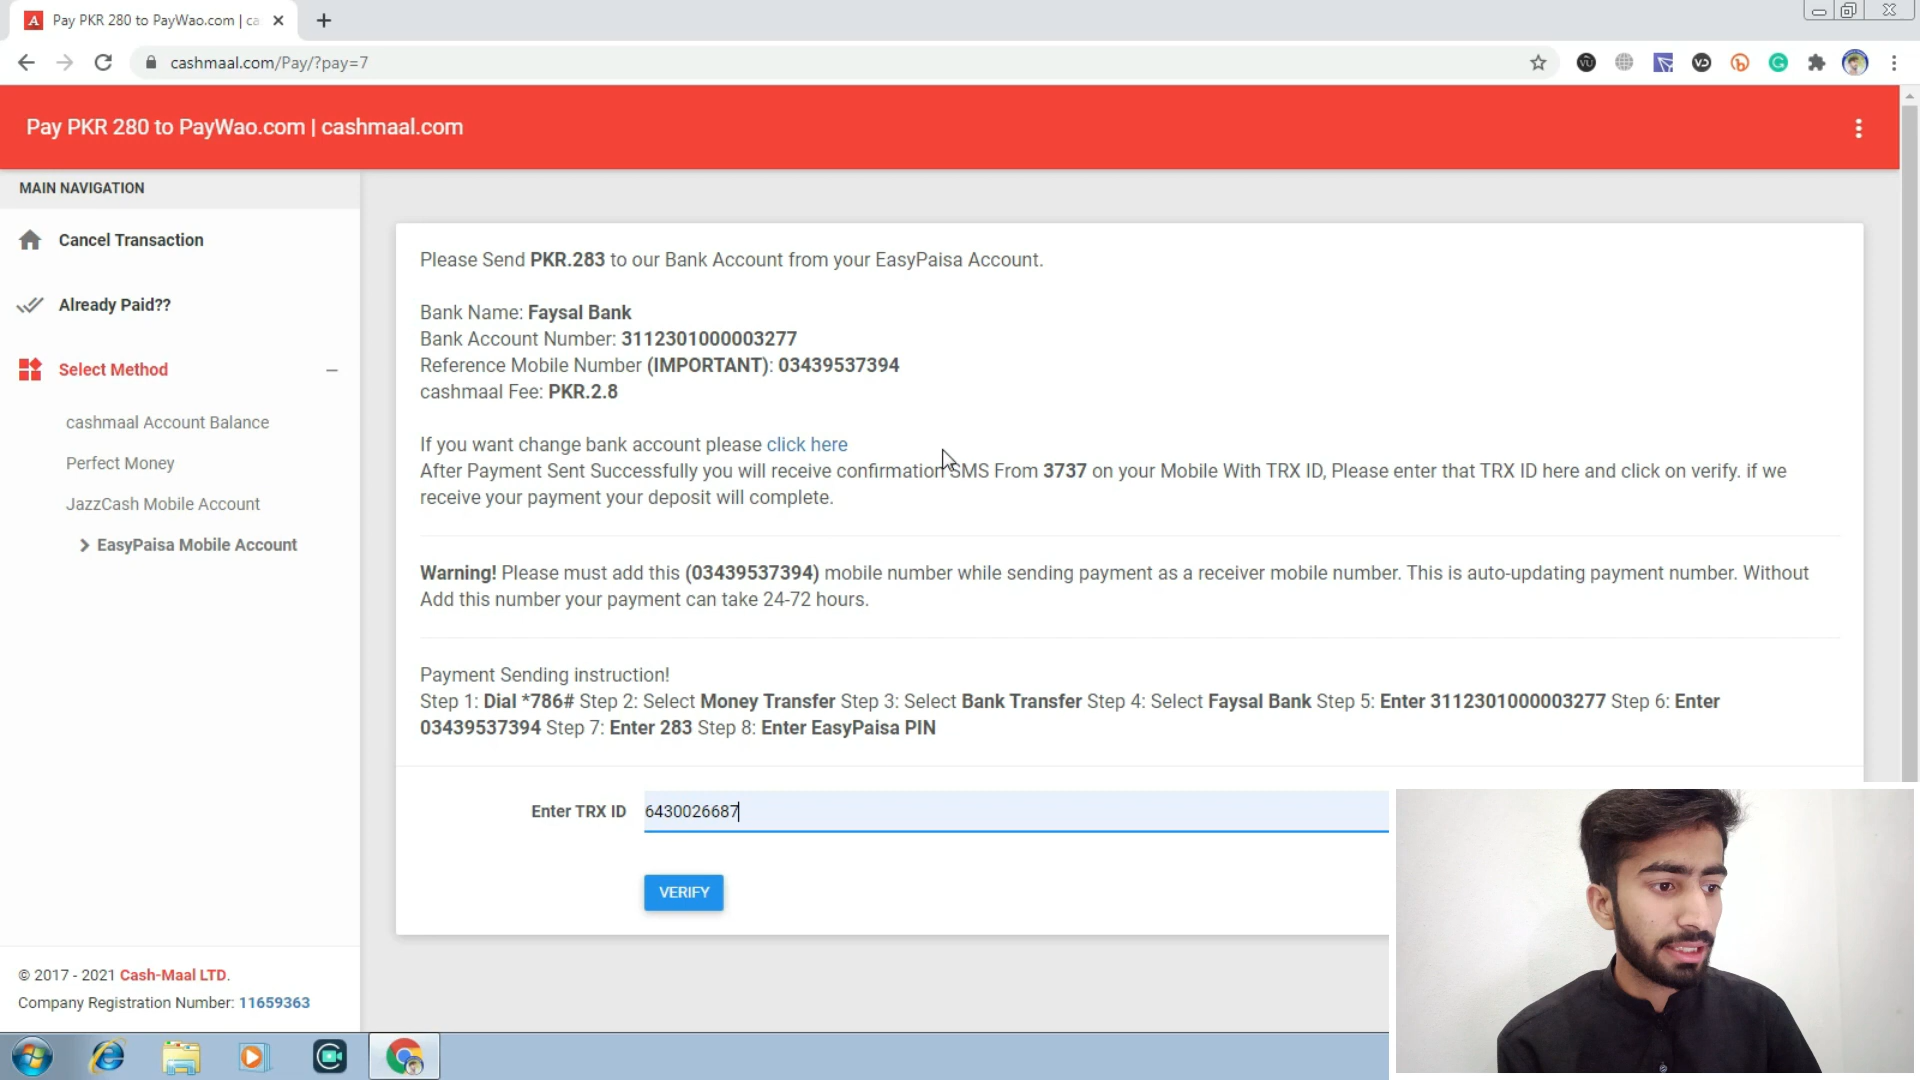 Pay PKR 280 to PayWao.com | ca
cashmaal.com/Pay/?pay=7
Pay PKR 280 to PayWao.com | cashmaal.com
MAIN NAVIGATION
Cancel Transaction
Already Paid??
Select Method
cashmaal Account Balance
Perfect Money
JazzCash Mobile Account
EasyPaisa Mobile Account
© 2017 - 2021 Cash-Maal LTD.
Company Registration Number: 11659363
Please Send PKR.283 to our Bank Account from your EasyPaisa Account.
Bank Name: Faysal Bank
Bank Account Number: 3112301000003277
Reference Mobile Number (IMPORTANT): 03439537394
cashmaal Fee: PKR.2.8
If you want change bank account please click here
After Payment Sent Successfully you will receive confirmation SMS From 3737 on your Mobile With TRX ID, Please enter that TRX ID here and click on verify. if we
receive your payment your deposit will complete.
Warning! Please must add this (03439537394) mobile number while sending payment as a receiver mobile number. This is auto-updating payment number. Without
Add this number your payment can take 24-72 hours.
Payment Sending instruction!
Step 1: Dial *786# Step 2: Select Money Transfer Step 3: Select Bank Transfer Step 4: Select Faysal Bank Step 5: Enter 3112301000003277 Step 6: Enter
03439537394 Step 7: Enter 283 Step 8: Enter EasyPaisa PIN
Enter TRX ID 6430026687
VERIFY